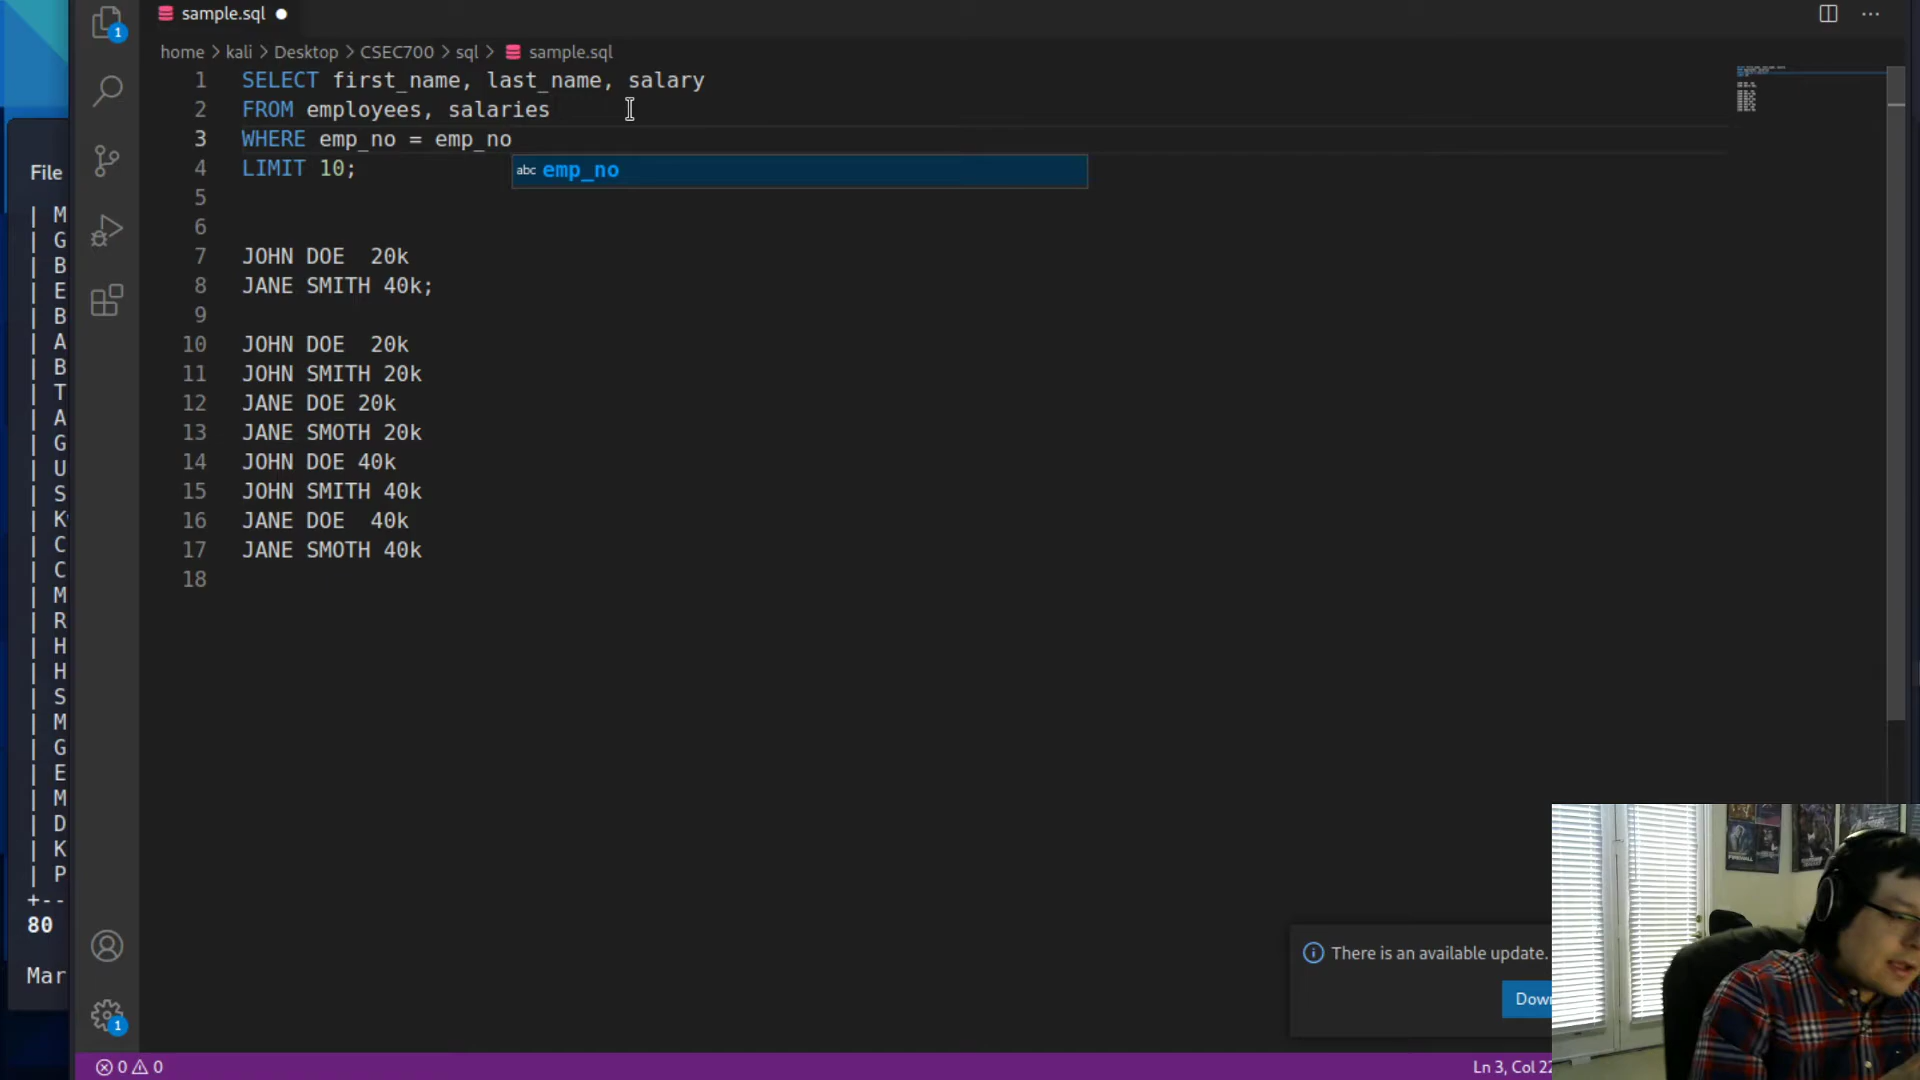 sample.sql
home > kali > Desktop > CSEC700 > sql > sample.sql
1 SELECT first_name, last_name, salary
2 FROM employees, salaries
3 WHERE emp_no = emp_no
4 LIMIT 10;
abc emp_no
5
6
7 JOHN DOE  20k
8 JANE SMITH 40k;
9
10 JOHN DOE  20k
11 JOHN SMITH 20k
12 JANE DOE 20k
13 JANE SMOTH 20k
14 JOHN DOE 40k
15 JOHN SMITH 40k
16 JANE DOE  40k
17 JANE SMOTH 40k
18
1
File
| M
| G
| B
| E
| B
| A
| B
| T
| A
| G
| U
| S
| K
| C
| C
| M
| R
| H
| H
| S
| M
| G
| E
| M
| D
| K
| P
+--
80
Mar
1
There is an available update.
Down
0 0
Ln 3, Col 22